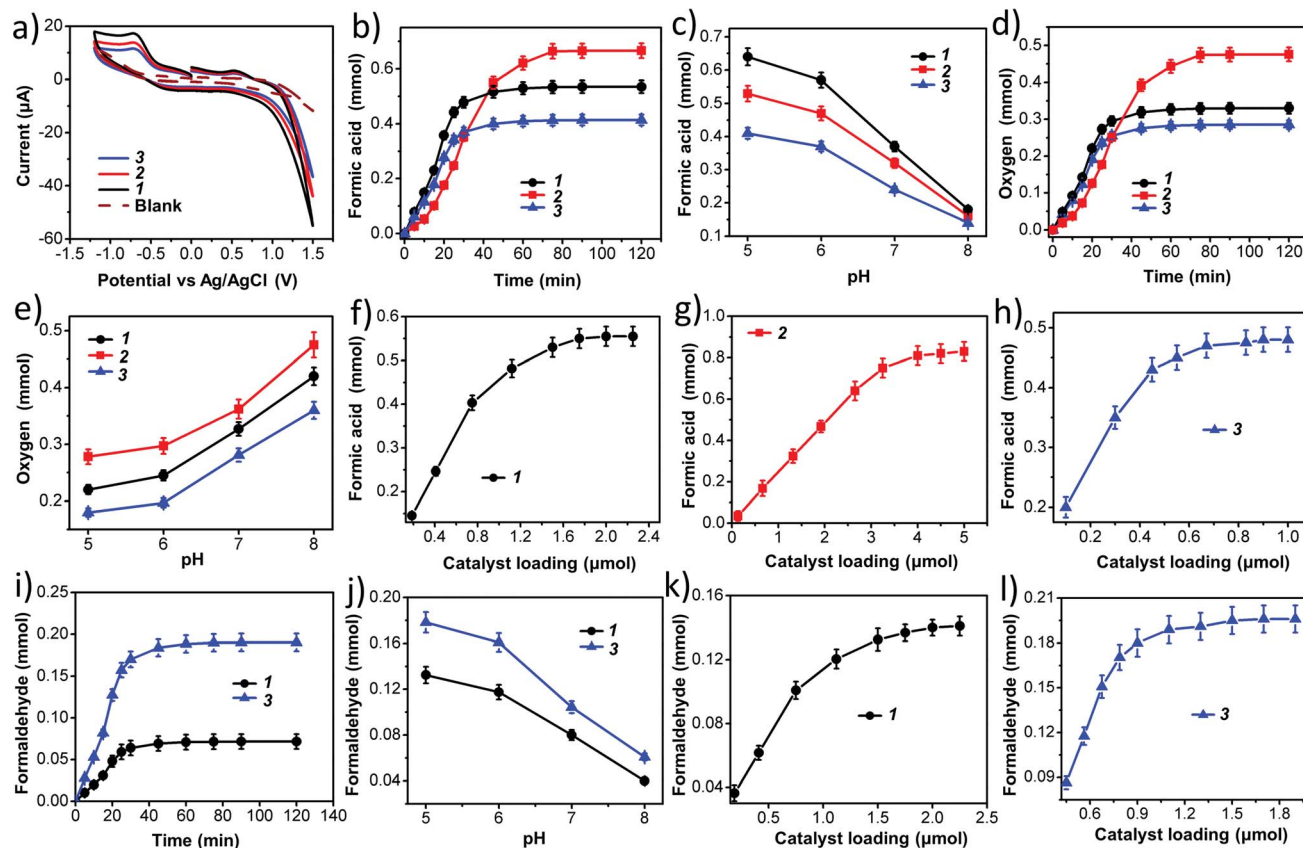 a)
20
0
-20
-40
-60
Current (µA)
3
2
1
Blank
-1.5 -1.0 -0.5 0.0 0.5 1.0 1.5
Potential vs Ag/AgCl (V)
b)
0.6
0.4
0.2
0.0
Formic acid (mmol)
1
2
3
0 20 40 60 80 100 120
Time (min)
c)
0.7
0.6
0.5
0.4
0.3
0.2
0.1
Formic acid (mmol)
1
2
3
5 6 7 8
pH
d)
0.5
0.4
0.3
0.2
0.1
0.0
Oxygen (mmol)
1
2
3
0 20 40 60 80 100 120
Time (min)
e)
0.5
0.4
0.3
0.2
Oxygen (mmol)
1
2
3
5 6 7 8
pH
f)
0.6
0.5
0.4
0.3
0.2
Formic acid (mmol)
1
0.4 0.8 1.2 1.6 2.0 2.4
Catalyst loading (µmol)
g)
1.0
0.8
0.6
0.4
0.2
0.0
Formic acid (mmol)
2
0 1 2 3 4 5
Catalyst loading (µmol)
h)
0.5
0.4
0.3
0.2
Formic acid (mmol)
3
0.2 0.4 0.6 0.8 1.0
Catalyst loading (µmol)
i)
0.25
0.20
0.15
0.10
0.05
0.00
Formaldehyde (mmol)
1
3
0 20 40 60 80 100 120 140
Time (min)
j)
0.20
0.16
0.12
0.08
0.04
Formaldehyde (mmol)
1
3
5 6 7 8
pH
k)
0.16
0.12
0.08
0.04
Formaldehyde (mmol)
1
0.5 1.0 1.5 2.0 2.5
Catalyst loading (µmol)
l)
0.21
0.18
0.15
0.12
0.09
Formaldehyde (mmol)
3
0.6 0.9 1.2 1.5 1.8
Catalyst loading (µmol)